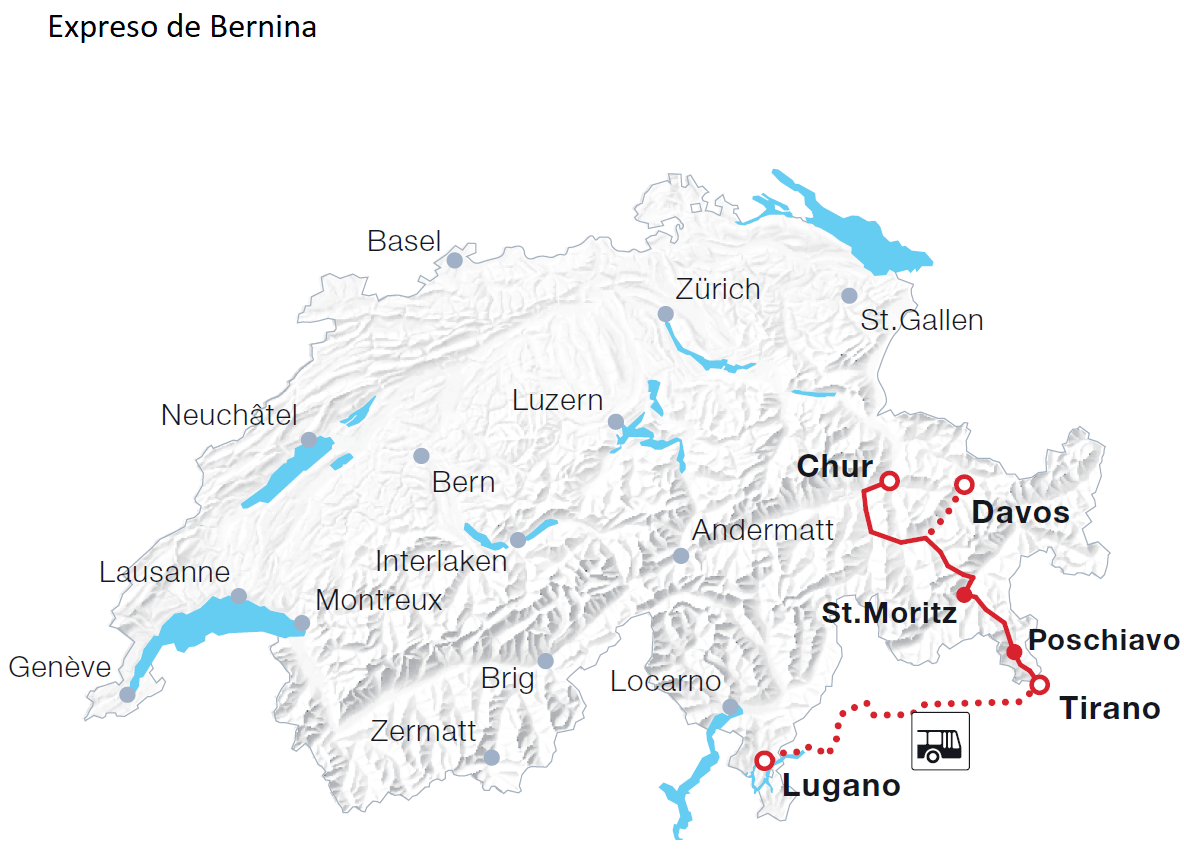 Expreso de Bernina
Basel
Zürich
St.Gallen
Luzern
Neuchâtel
Bern
Chur
Davos
Andermatt
Interlaken
Lausanne
Montreux
St.Moritz
Poschiavo
Genève
Brig
Locarno
Tirano
Zermatt
Lugano